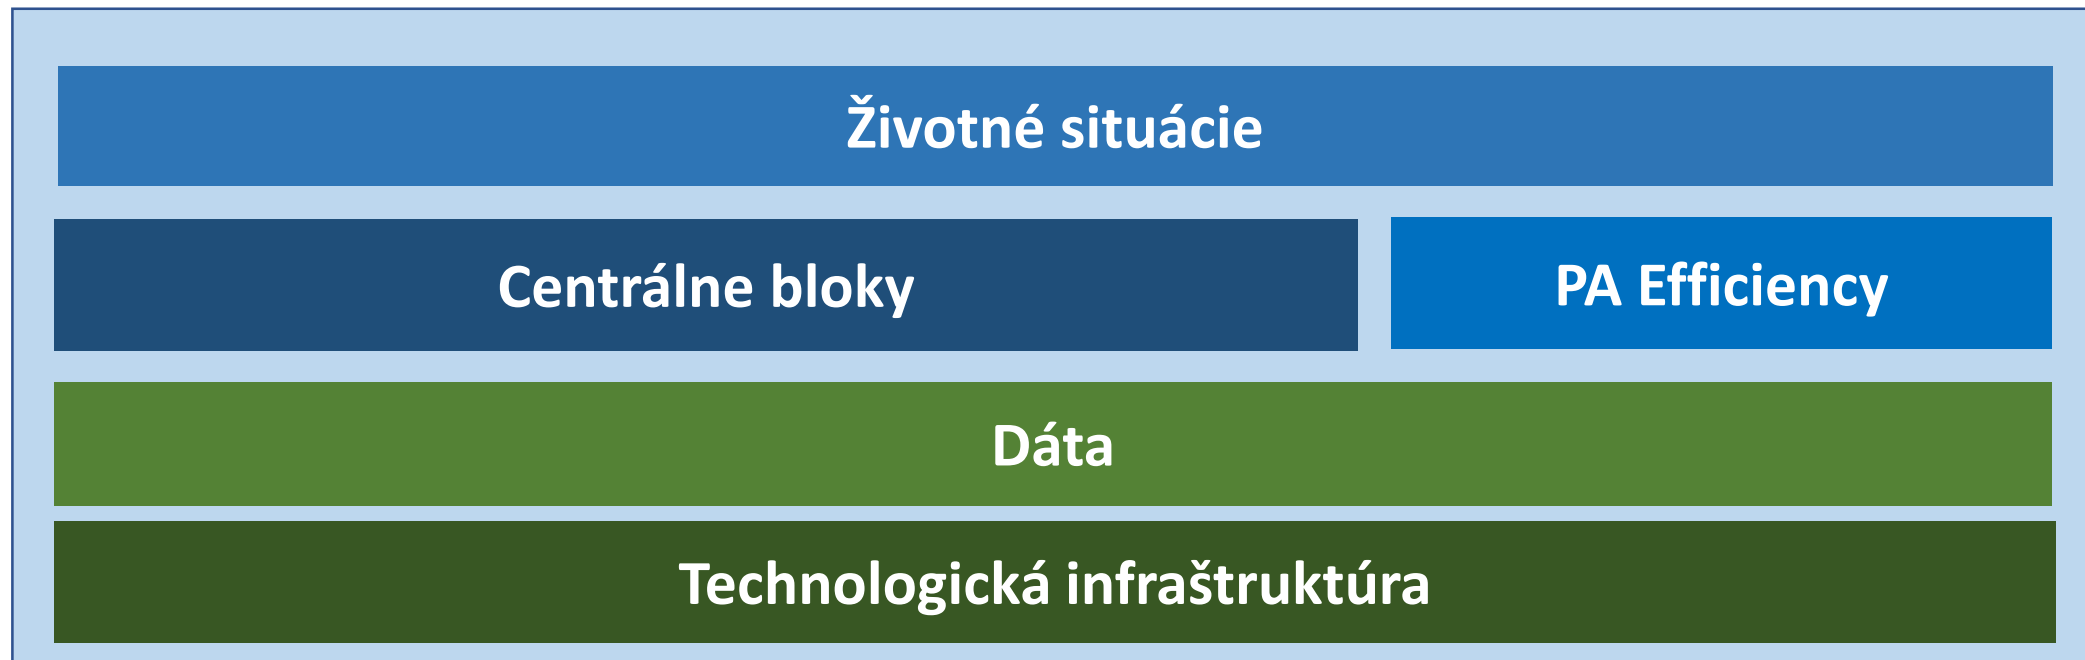 Životné situácie
Centrálne bloky
PA Efficiency
Dáta
Technologická infraštruktúra